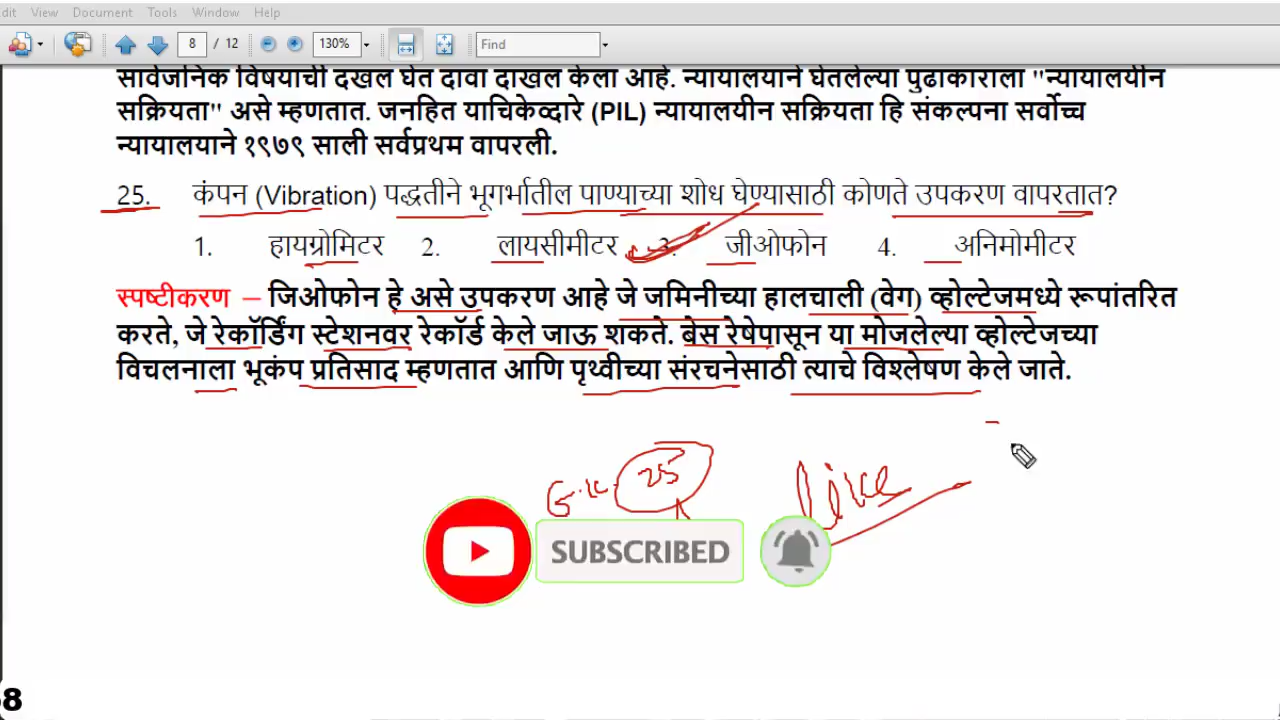 Edit View Document Tools Window Help
8 / 12 130% Find
सार्वजनिक विषयाची दखल घेत दावा दाखल केला आहे. न्यायालयाने घेतलेल्या पुढाकाराला "न्यायालयीन
सक्रियता" असे म्हणतात. जनहित याचिकेव्दारे (PIL) न्यायालयीन सक्रियता हि संकल्पना सर्वोच्च
न्यायालयाने १९७९ साली सर्वप्रथम वापरली.
25. कंपन (Vibration) पद्धतीने भूगर्भातील पाण्याच्या शोध घेण्यासाठी कोणते उपकरण वापरतात?
1. हायग्रोमिटर 2. लायसीमीटर 3. जीओफोन 4. अनिमोमीटर
स्पष्टीकरण – जिओफोन हे असे उपकरण आहे जे जमिनीच्या हालचाली (वेग) व्होल्टेजमध्ये रूपांतरित
करते, जे रेकॉर्डिंग स्टेशनवर रेकॉर्ड केले जाऊ शकते. बेस रेषेपासून या मोजलेल्या व्होल्टेजच्या
विचलनाला भूकंप प्रतिसाद म्हणतात आणि पृथ्वीच्या संरचनेसाठी त्याचे विश्लेषण केले जाते.
G.K. 25 like
SUBSCRIBED
8